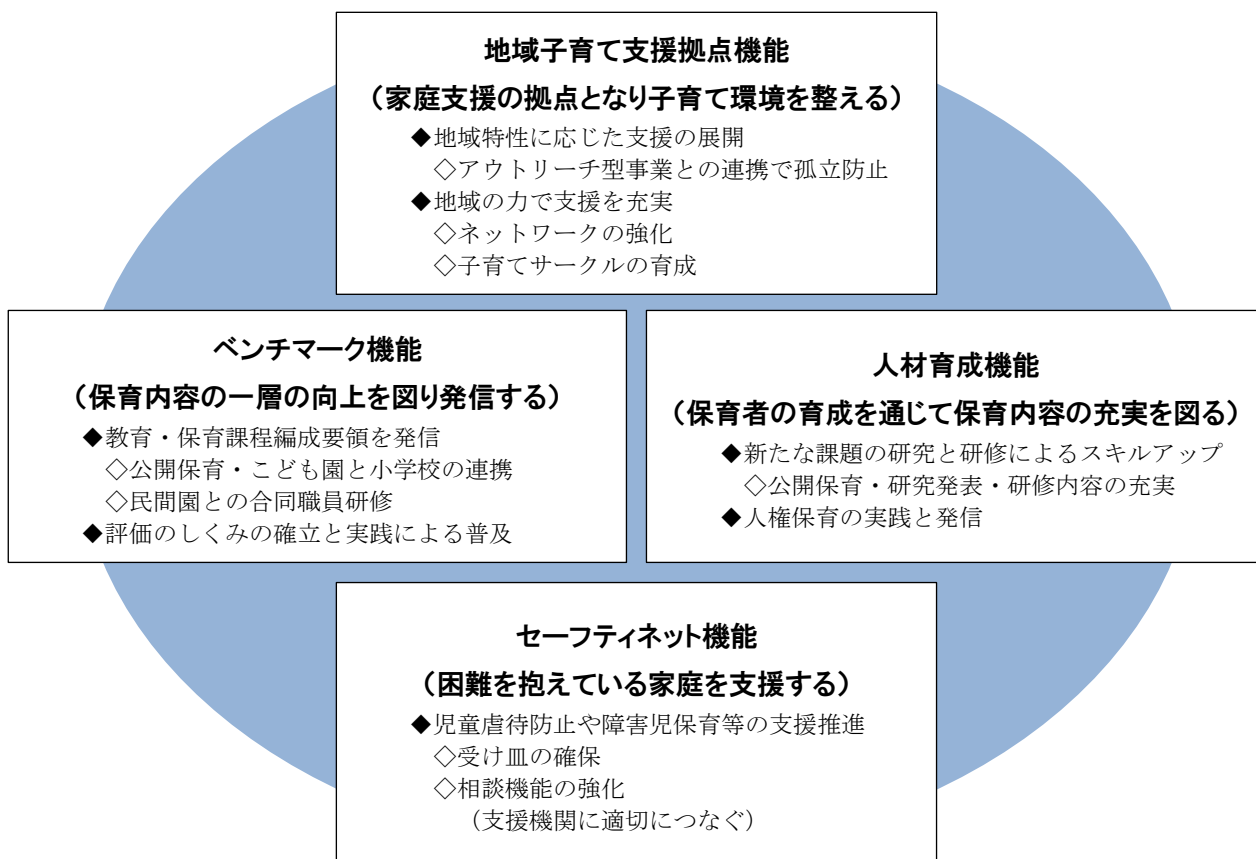 地域子育て支援拠点機能
（家庭支援の拠点となり子育て環境を整える）
◆地域特性に応じた支援の展開
◇アウトリーチ型事業との連携で孤立防止
◆地域の力で支援を充実
◇ネットワークの強化
◇子育てサークルの育成
ベンチマーク機能
（保育内容の一層の向上を図り発信する）
◆教育・保育課程編成要領を発信
◇公開保育・こども園と小学校の連携
◇民間園との合同職員研修
◆評価のしくみの確立と実践による普及
人材育成機能
（保育者の育成を通じて保育内容の充実を図る）
◆新たな課題の研究と研修によるスキルアップ
◇公開保育・研究発表・研修内容の充実
◆人権保育の実践と発信
セーフティネット機能
（困難を抱えている家庭を支援する）
◆児童虐待防止や障害児保育等の支援推進
◇受け皿の確保
◇相談機能の強化
（支援機関に適切につなぐ）